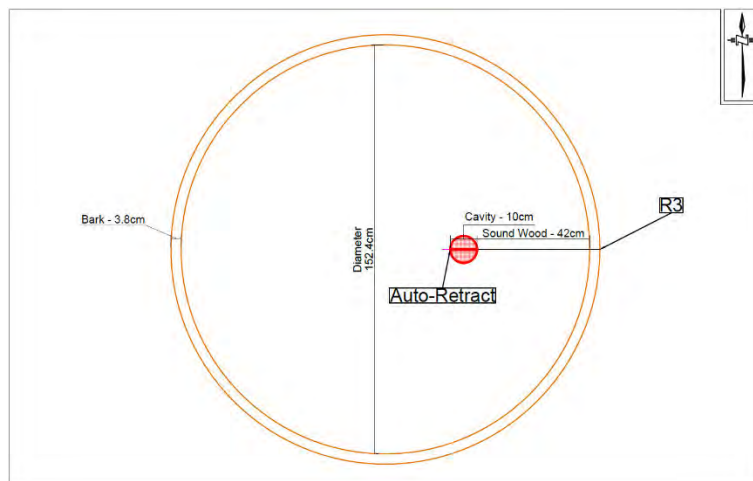 R3
Cavity - 10cm
Bark - 3.8cm
Sound Wood - 42cm
Diameter
152.4cm
Auto-Retract